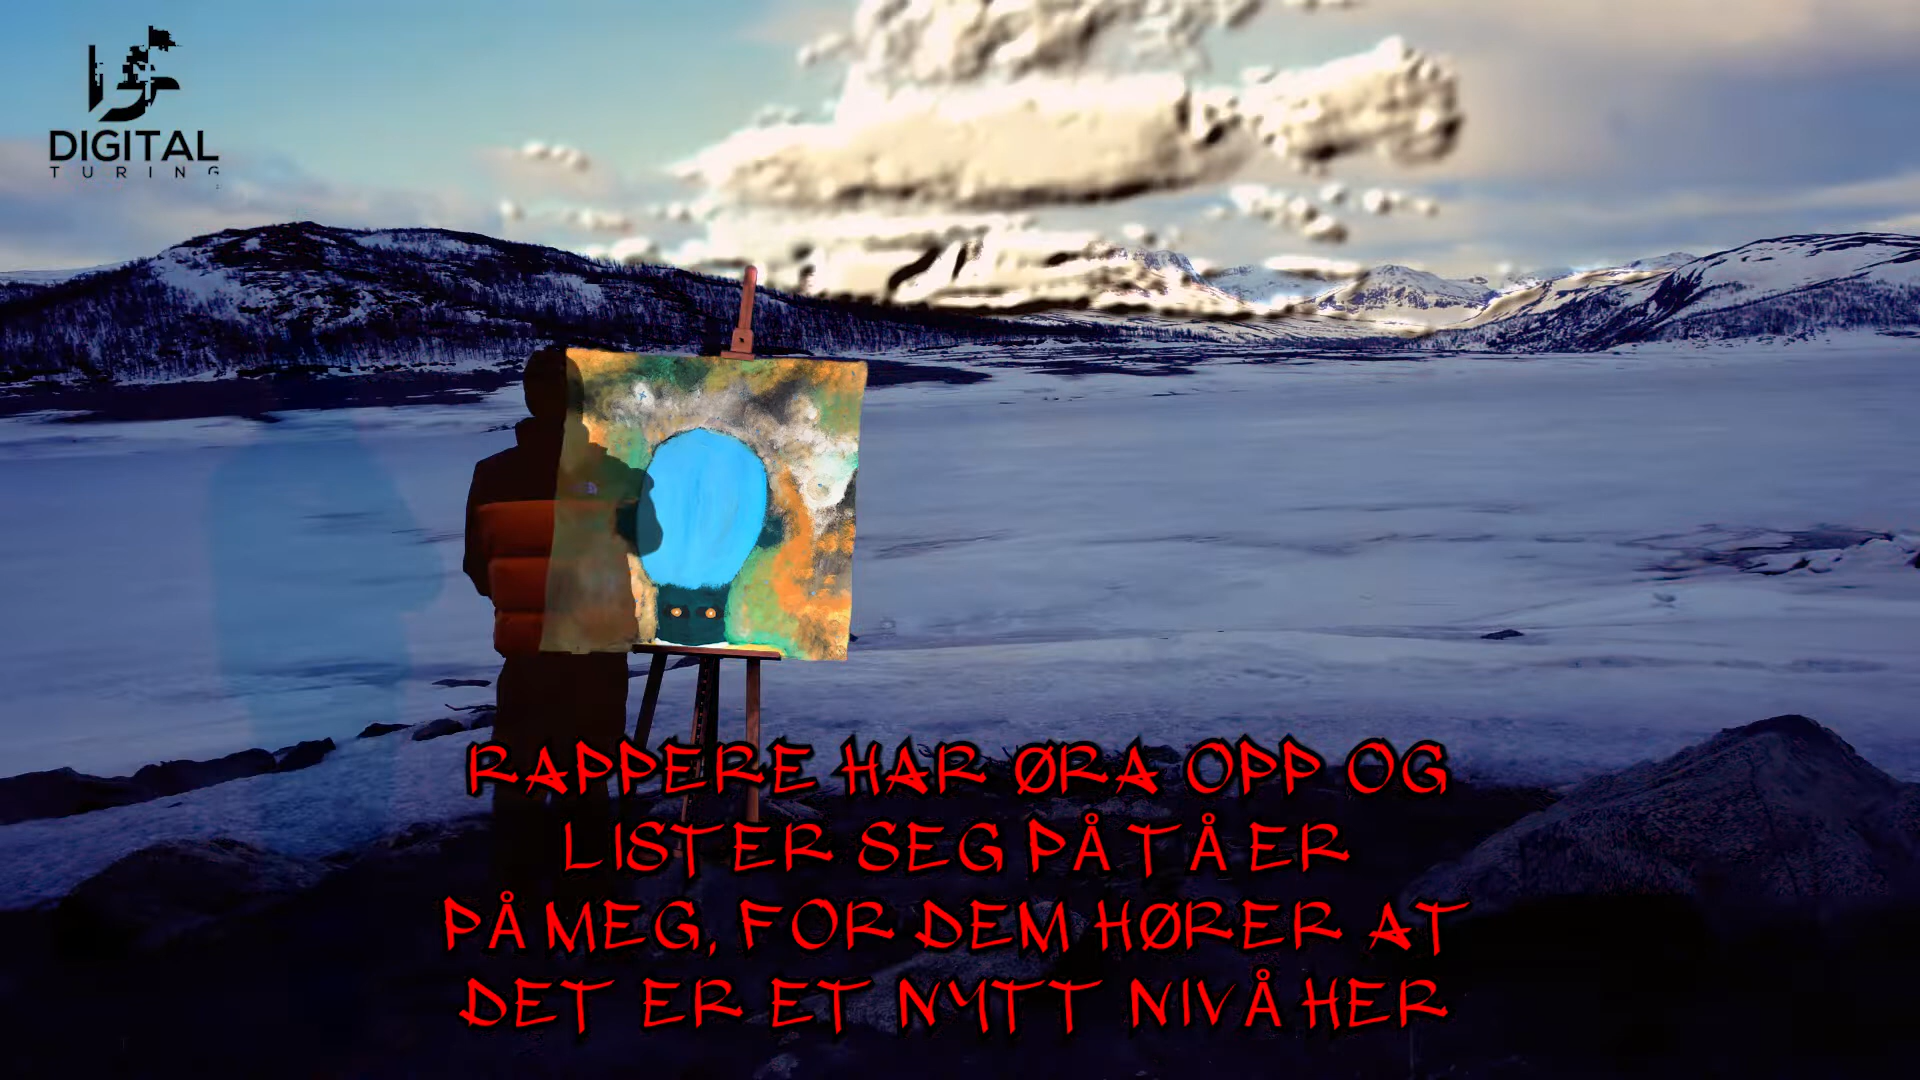 DIGITAL
TURING
RAPPERE HAR ØRA OPP OG
LISTER SEG PÅ TÅ ER
PÅ MEG, FOR DEM HØRER AT
DET ER ET NYTT NIVÅ HER